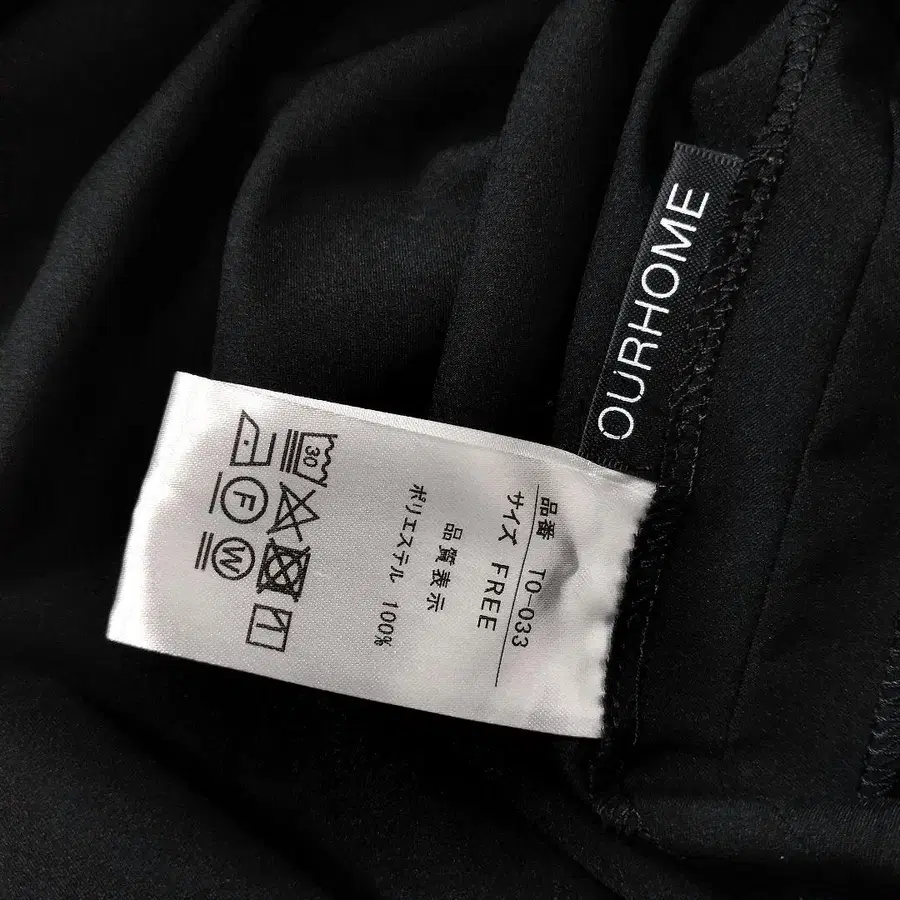 OURHOME
品番 TO-033
サイズ FREE
品質表示
ポリエステル 100%
30
F
W